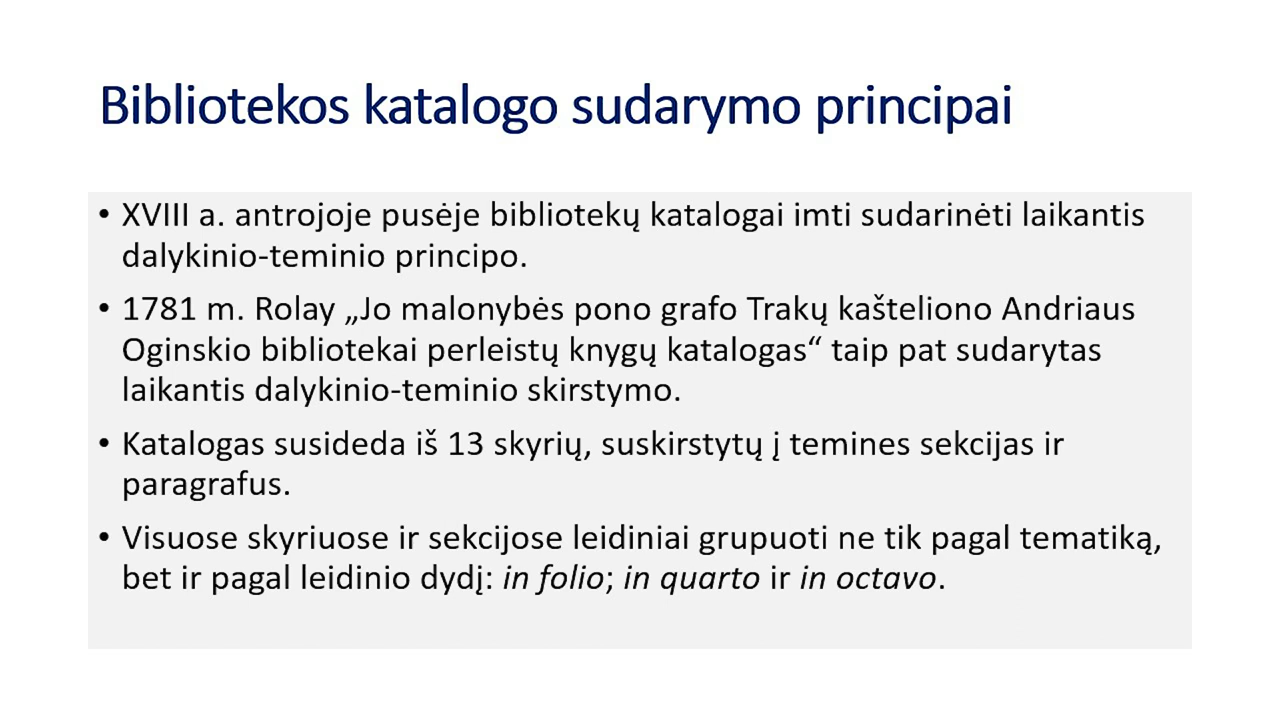 Bibliotekos katalogo sudarymo principai
• XVIII a. antrojoje pusėje bibliotekų katalogai imti sudarinėti laikantis
dalykinio-teminio principo.
• 1781 m. Rolay „Jo malonybės pono grafo Trakų kašteliono Andriaus
Oginskio bibliotekai perleistų knygų katalogas“ taip pat sudarytas
laikantis dalykinio-teminio skirstymo.
• Katalogas susideda iš 13 skyrių, suskirstytų į temines sekcijas ir
paragrafus.
• Visuose skyriuose ir sekcijose leidiniai grupuoti ne tik pagal tematiką,
bet ir pagal leidinio dydį: in folio; in quarto ir in octavo.